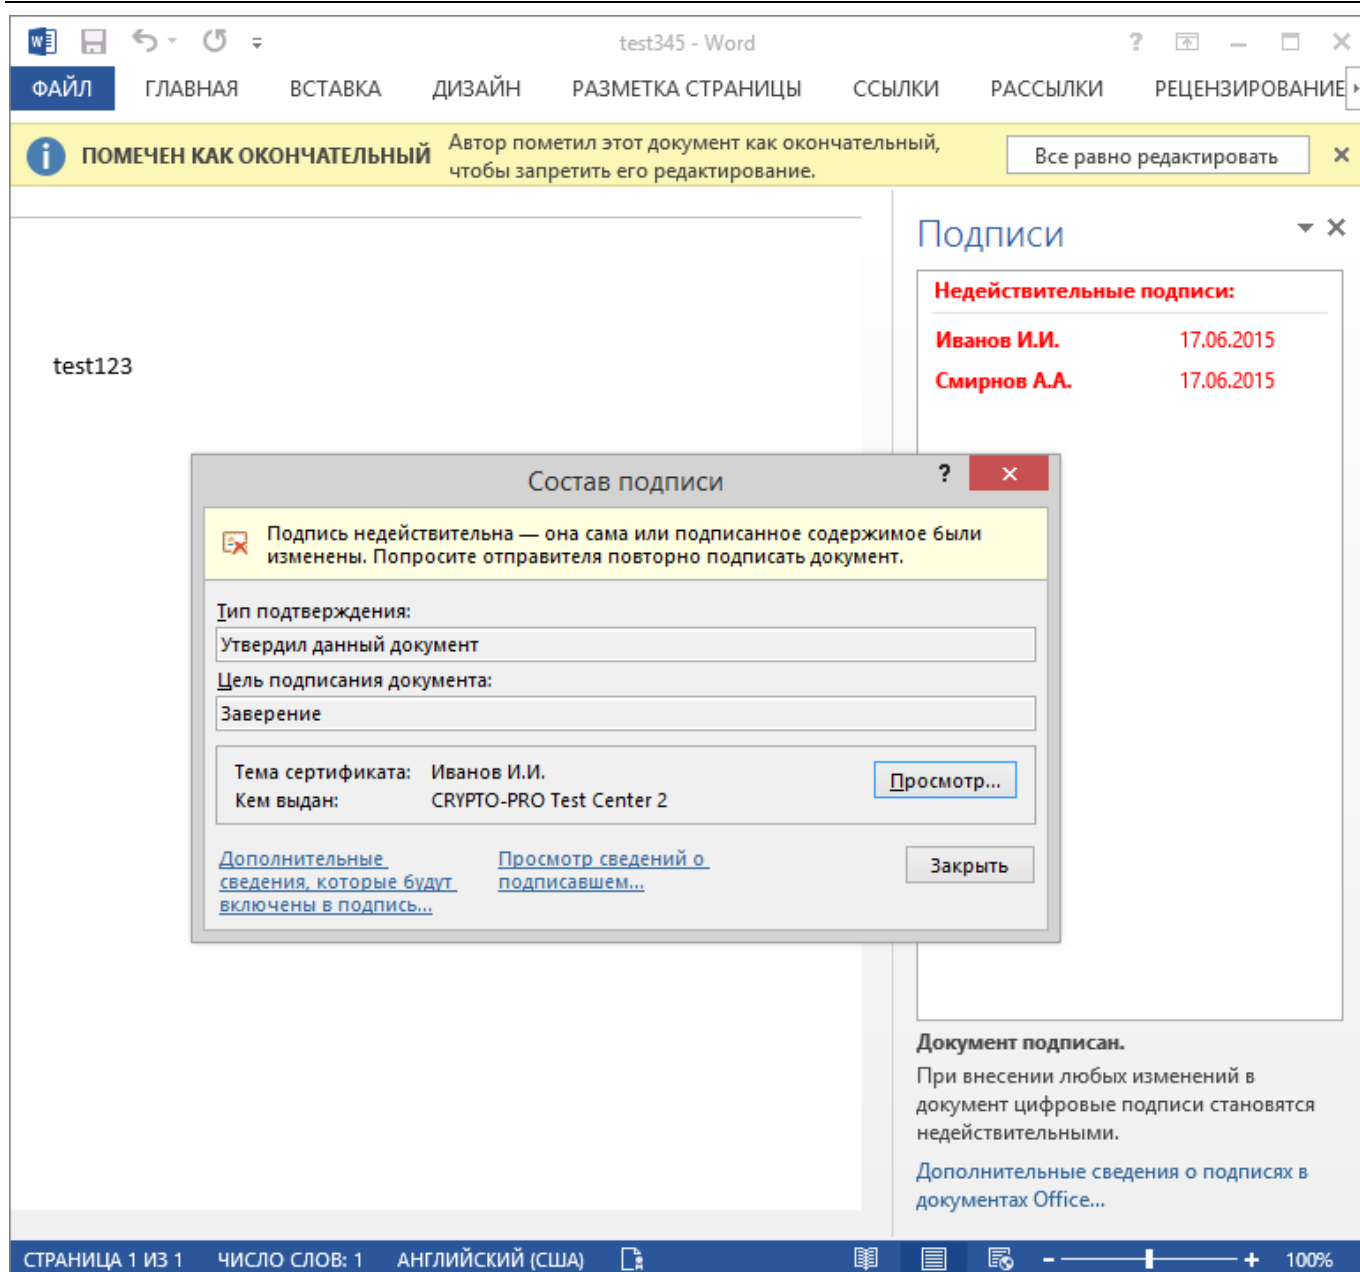 test345 - Word
ФАЙЛ ГЛАВНАЯ ВСТАВКА ДИЗАЙН РАЗМЕТКА СТРАНИЦЫ ССЫЛКИ РАССЫЛКИ РЕЦЕНЗИРОВАНИЕ
ПОМЕЧЕН КАК ОКОНЧАТЕЛЬНЫЙ
Автор пометил этот документ как окончательный,
чтобы запретить его редактирование.
Все равно редактировать
test123
Подписи
Недействительные подписи:
Иванов И.И. 17.06.2015
Смирнов А.А. 17.06.2015
Состав подписи
Подпись недействительна — она сама или подписанное содержимое были
изменены. Попросите отправителя повторно подписать документ.
Тип подтверждения:
Утвердил данный документ
Цель подписания документа:
Заверение
Тема сертификата: Иванов И.И.
Кем выдан: CRYPTO-PRO Test Center 2
Просмотр...
Дополнительные
сведения, которые будут
включены в подпись...
Просмотр сведений о
подписавшем...
Закрыть
Документ подписан.
При внесении любых изменений в
документ цифровые подписи становятся
недействительными.
Дополнительные сведения о подписях в
документах Office...
СТРАНИЦА 1 ИЗ 1 ЧИСЛО СЛОВ: 1 АНГЛИЙСКИЙ (США) 100%